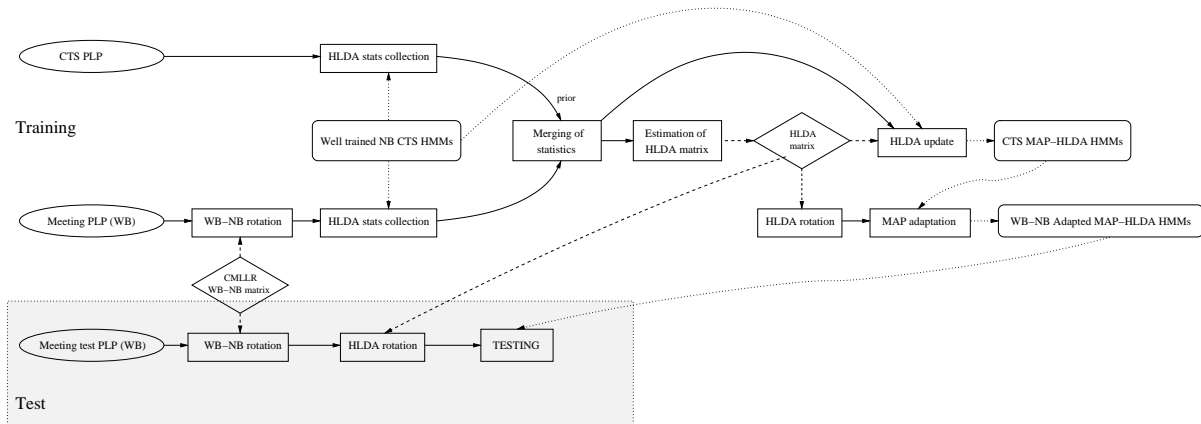 CTS PLP
HLDA stats collection
prior
Training
Well trained NB CTS HMMs
Merging of
statistics
Estimation of
HLDA matrix
HLDA
matrix
HLDA update
CTS MAP−HLDA HMMs
Meeting PLP (WB)
WB−NB rotation
HLDA stats collection
HLDA rotation
MAP adaptation
WB−NB Adapted MAP−HLDA HMMs
CMLLR
WB−NB matrix
Meeting test PLP (WB)
WB−NB rotation
HLDA rotation
TESTING
Test